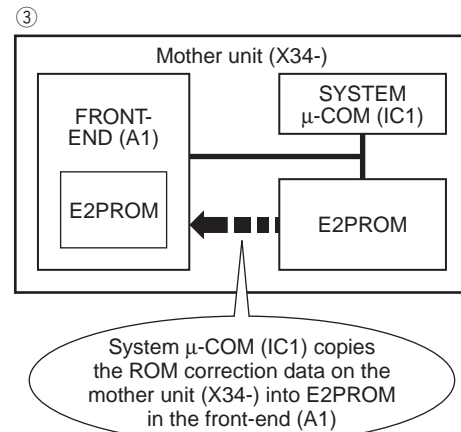 ③
Mother unit (X34-)
FRONT-
END (A1)
E2PROM
SYSTEM
μ-COM (IC1)
E2PROM
System μ-COM (IC1) copies
the ROM correction data on the
mother unit (X34-) into E2PROM
in the front-end (A1)